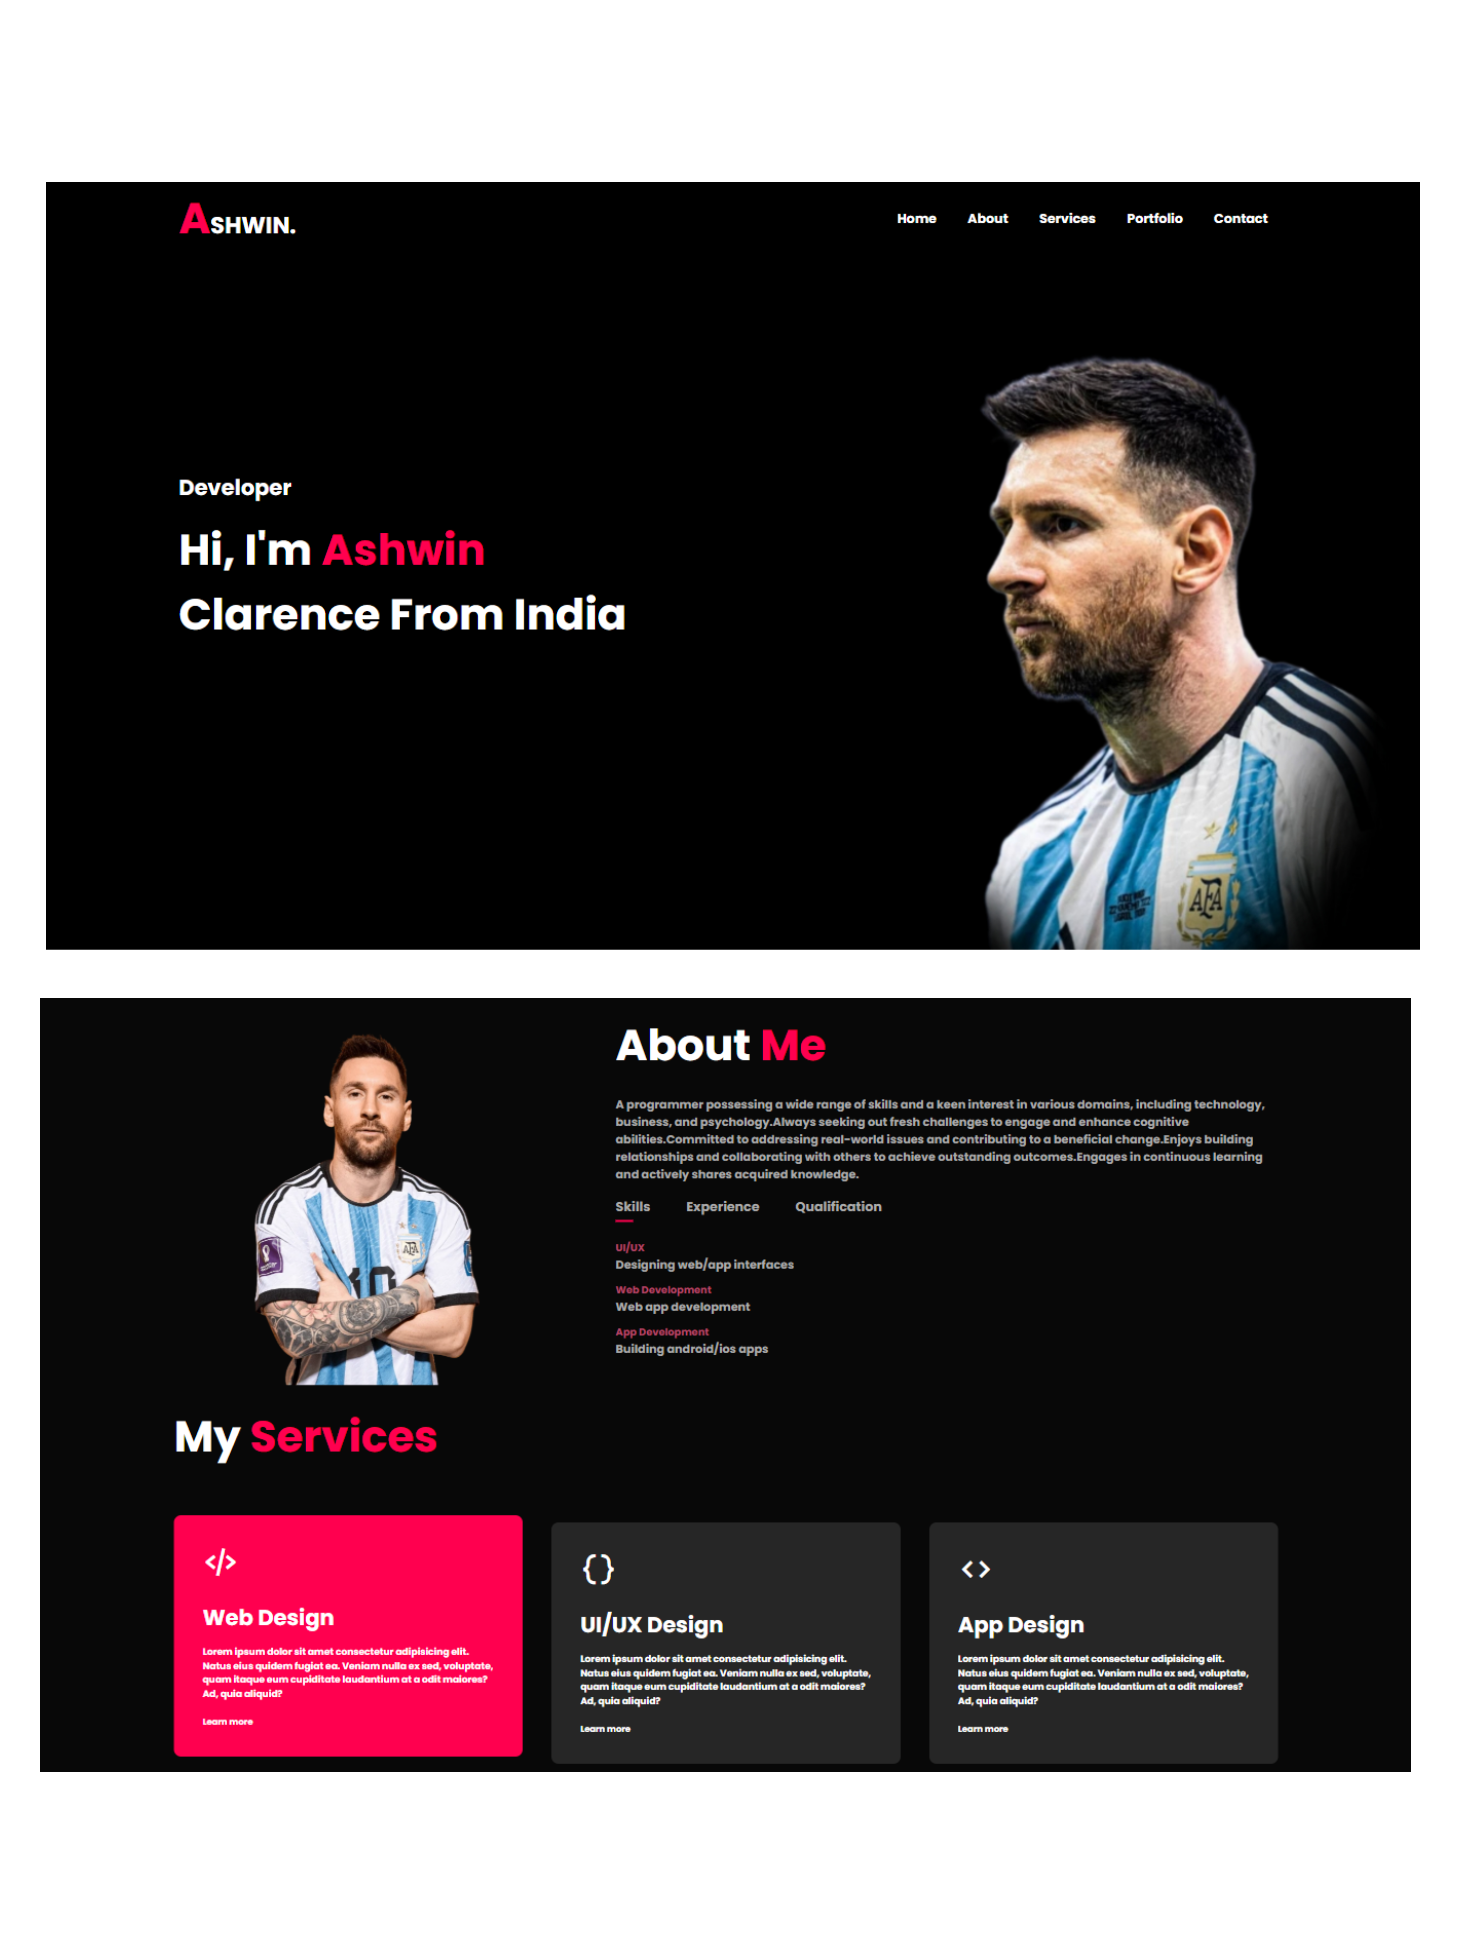 ASHWIN.
Home About Services Portfolio Contact
Developer
Hi, I'm Ashwin
Clarence From India
AFA
About Me
A programmer possessing a wide range of skills and a keen interest in various domains, including technology,
business, and psychology.Always seeking out fresh challenges to engage and enhance cognitive
abilities.Committed to addressing real-world issues and contributing to a beneficial change.Enjoys building
relationships and collaborating with others to achieve outstanding outcomes.Engages in continuous learning
and actively shares acquired knowledge.
Skills Experience Qualification
UI/UX
Designing web/app interfaces
Web Development
Web app development
App Development
Building android/ios apps
AFA
10
My Services
</>
Web Design
Lorem ipsum dolor sit amet consectetur adipisicing elit.
Natus eius quidem fugiat ea. Veniam nulla ex sed, voluptate,
quam itaque eum cupiditate laudantium at a odit maiores?
Ad, quia aliquid?
Learn more
{}
UI/UX Design
Lorem ipsum dolor sit amet consectetur adipisicing elit.
Natus eius quidem fugiat ea. Veniam nulla ex sed, voluptate,
quam itaque eum cupiditate laudantium at a odit maiores?
Ad, quia aliquid?
Learn more
<>
App Design
Lorem ipsum dolor sit amet consectetur adipisicing elit.
Natus eius quidem fugiat ea. Veniam nulla ex sed, voluptate,
quam itaque eum cupiditate laudantium at a odit maiores?
Ad, quia aliquid?
Learn more